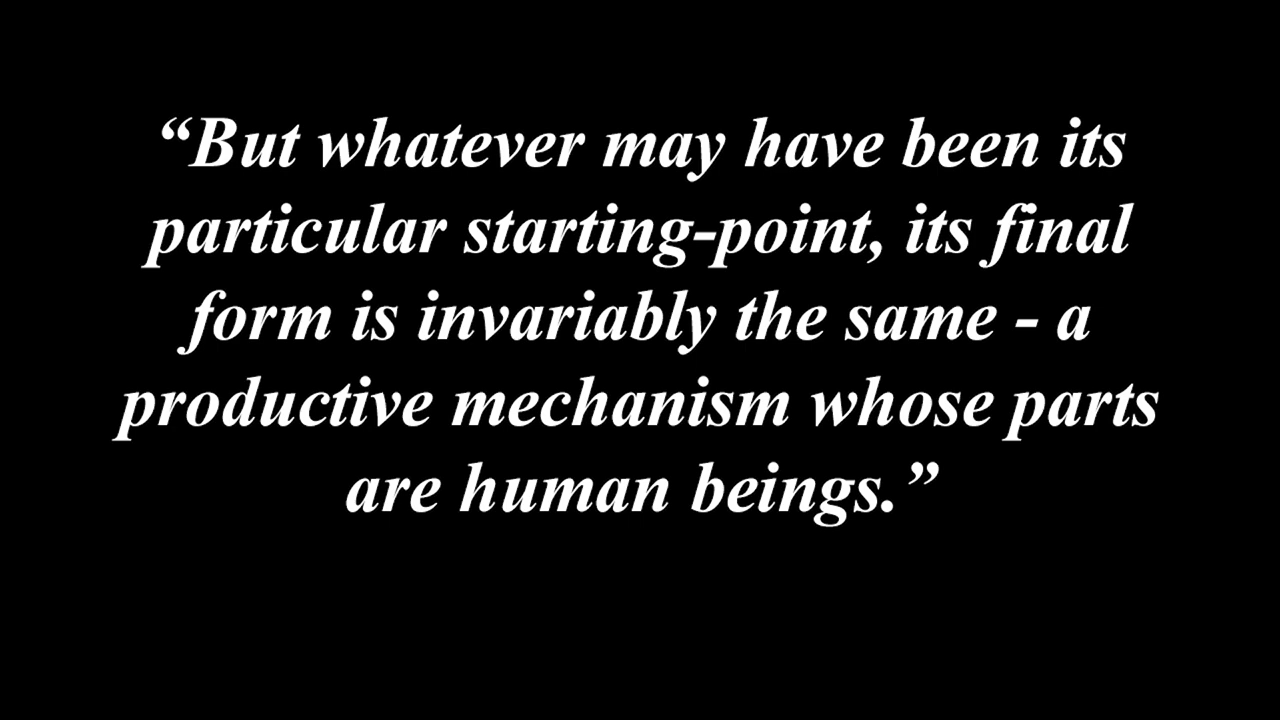 “But whatever may have been its
particular starting-point, its final
form is invariably the same - a
productive mechanism whose parts
are human beings.”